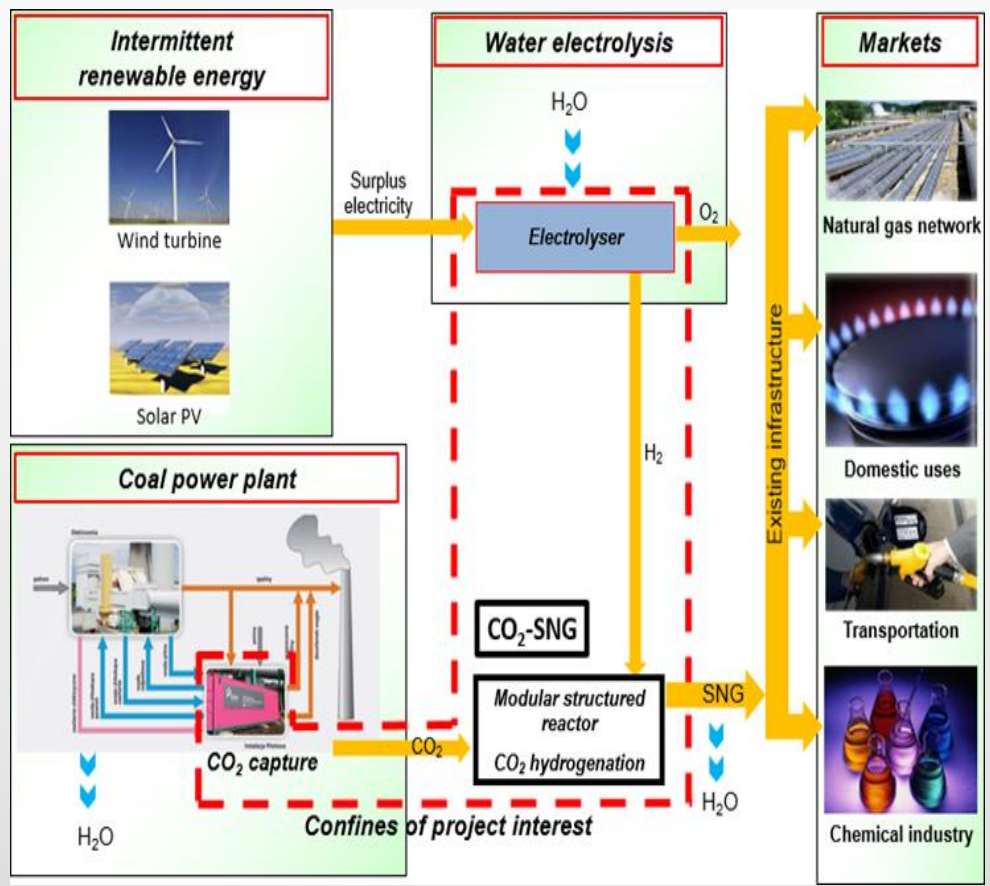 Intermittent
renewable energy
Wind turbine
Solar PV
Surplus
electricity
Water electrolysis
H₂O
Electrolyser
O₂
H₂
Markets
Natural gas network
Domestic uses
Transportation
Chemical industry
Existing infrastructure
Coal power plant
CO₂ capture
H₂O
CO₂
CO₂-SNG
Modular structured
reactor
CO₂ hydrogenation
SNG
H₂O
Confines of project interest